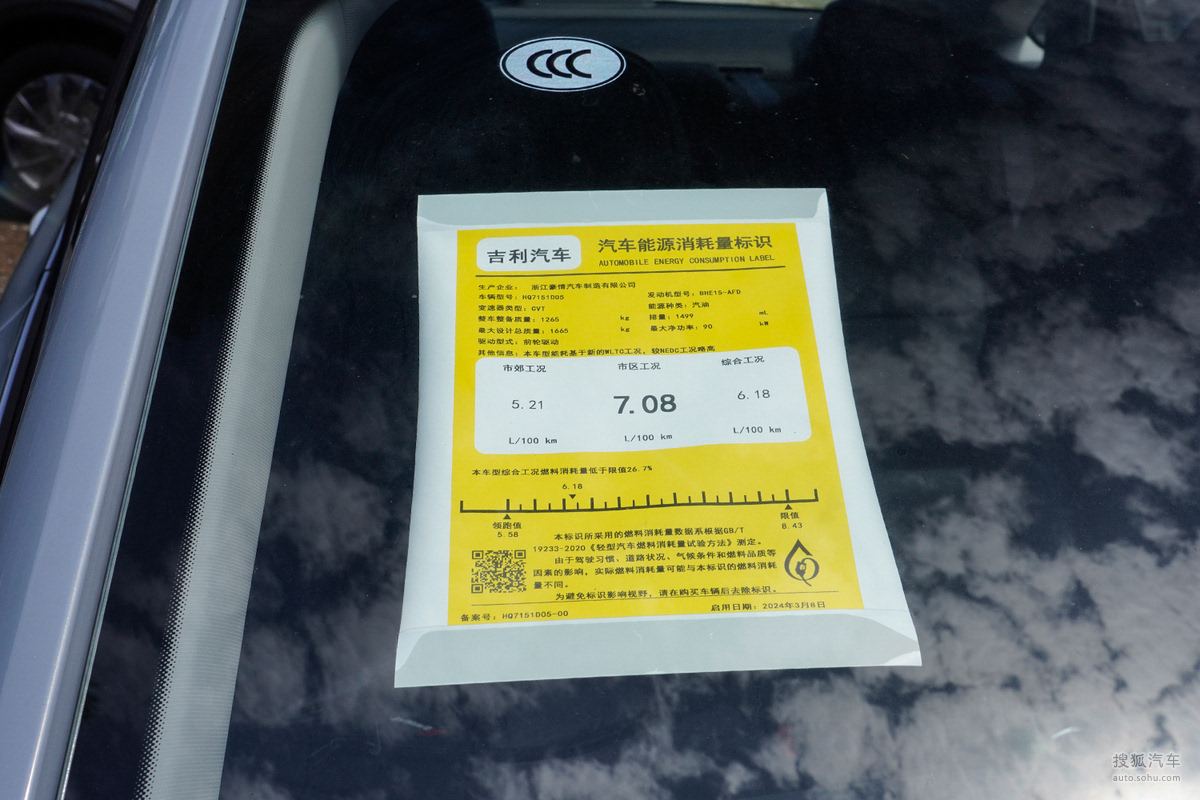 CCC
吉利汽车
汽车能源消耗量标识
AUTOMOBILE ENERGY CONSUMPTION LABEL
生产企业: 浙江豪情汽车制造有限公司
车辆型号: HQ7151D05 发动机型号: BHE15-AFD
变速器类型: CVT 能源种类: 汽油
整车整备质量: 1265 kg 排量: 1499 mL
最大设计总质量: 1665 kg 最大净功率: 90 kW
驱动型式: 前轮驱动
其他信息: 本车型能耗基于新的WLTC工况, 较NEDC工况略高
市郊工况 市区工况 综合工况
5.21 7.08 6.18
L/100 km L/100 km L/100 km
本车型综合工况燃料消耗量低于限值26.7%
6.18
领跑值 限值
5.58 8.43
本标识所采用的燃料消耗量数据系根据GB/T
19233-2020《轻型汽车燃料消耗量试验方法》测定。
由于驾驶习惯、道路状况、气候条件和燃料品质等
因素的影响, 实际燃料消耗量可能与本标识的燃料消耗
量不同。
为避免标识影响视野, 请在购买车辆后去除标识。
备案号: HQ7151D05-00 启用日期: 2024年3月8日
搜狐汽车
auto.sohu.com